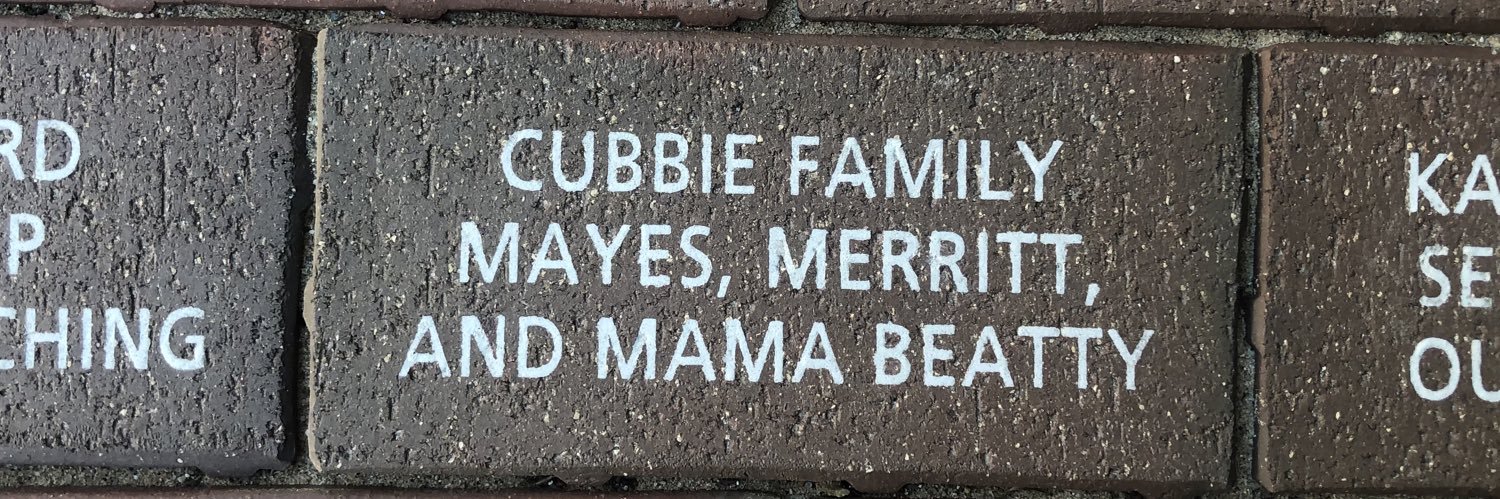 CUBBIE FAMILY
MAYES, MERRITT,
AND MAMA BEATTY